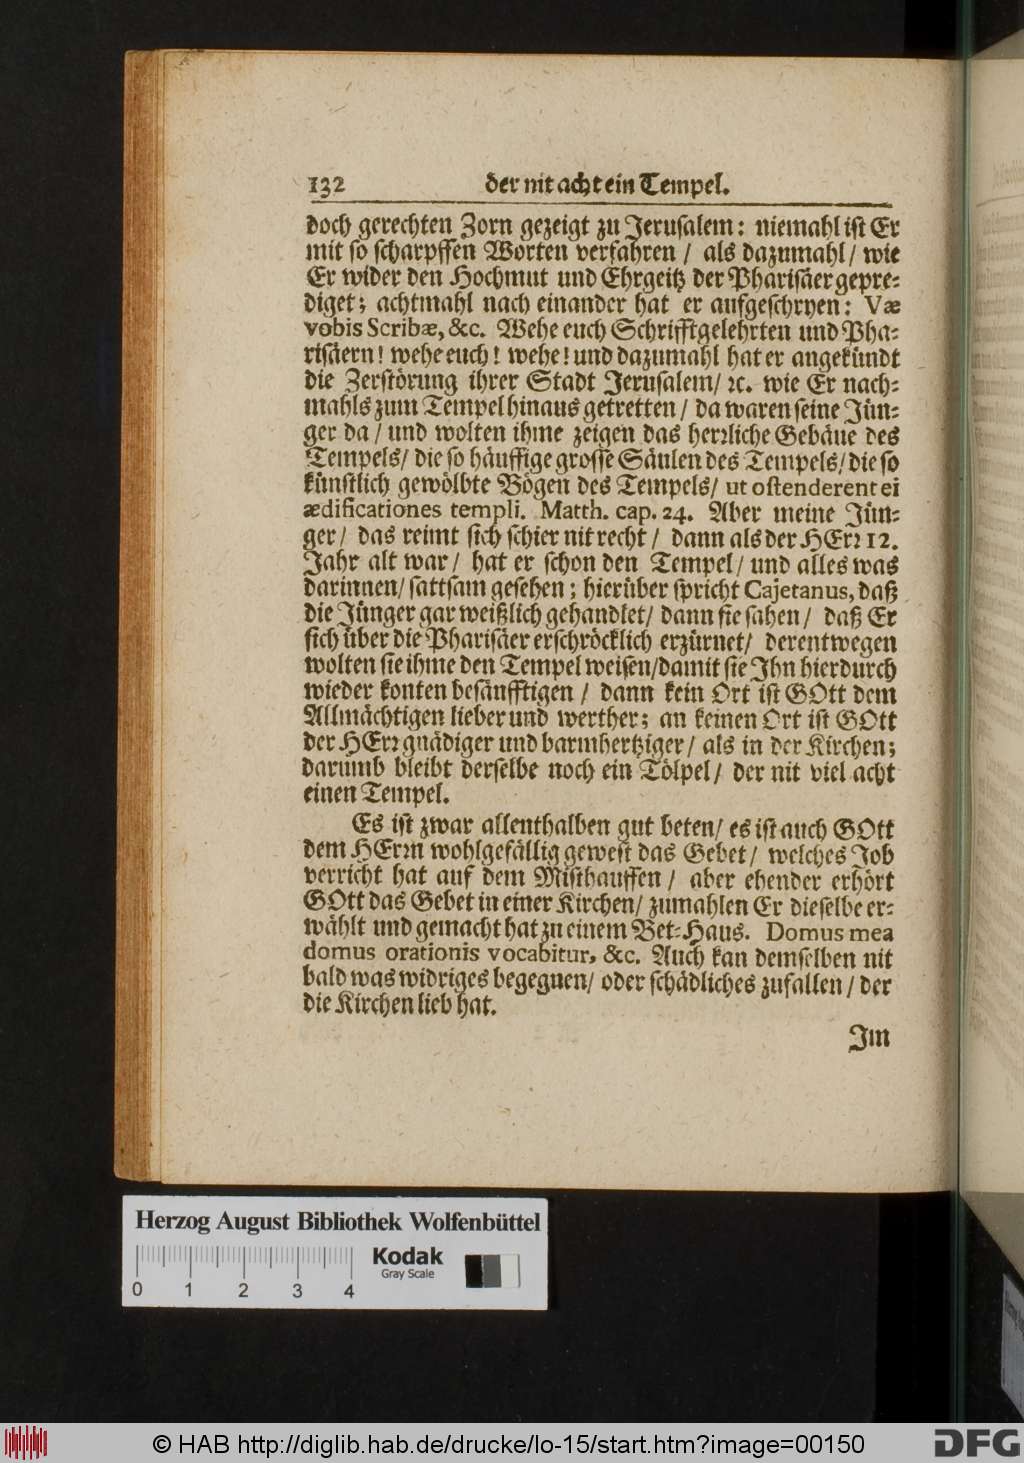 132 der nit acht ein Tempel.
doch gerechten Zorn gezeigt zu Jerusalem: niemahl ist Er
mit so scharpffen Worten verfahren / als dazumahl / wie
Er wider den Hochmut und Ehrgeitz der Pharisäer gepre-
diget; achtmahl nach einander hat er aufgeschryen: Væ
vobis Scribæ, &c. Wehe euch Schrifftgelehrten und Pha-
risäern! wehe euch! wehe! und dazumahl hat er angekündt
die Zerstörung ihrer Stadt Jerusalem/ ꝛc. wie Er nach-
mahls zum Tempel hinaus getretten / da waren seine Jün-
ger da / und wolten ihme zeigen das herꝛliche Gebäue des
Tempels/ die so häuffige grosse Säulen des Tempels/ die so
künstlich gewölbte Bögen des Tempels/ ut ostenderent ei
ædificationes templi. Matth. cap. 24. Aber meine Jün-
ger / das reimt sich schier nit recht / dann als der HErꝛ 12.
Jahr alt war / hat er schon den Tempel / und alles was
darinnen/ sattsam gesehen; hierüber spricht Cajetanus, daß
die Jünger gar weißlich gehandlet/ dann sie sahen / daß Er
sich über die Pharisäer erschröcklich erzürnet/ derentwegen
wolten sie ihme den Tempel weisen/damit sie Ihn hierdurch
wieder konten besänfftigen / dann kein Ort ist GOtt dem
Allmächtigen lieber und werther; an keinen Ort ist GOtt
der HErꝛ gnädiger und barmhertziger / als in der Kirchen;
darumb bleibt derselbe noch ein Tölpel / der nit viel acht
einen Tempel.
Es ist zwar allenthalben gut beten/ es ist auch GOtt
dem HErꝛn wohlgefällig gewest das Gebet / welches Job
verricht hat auf dem Misthauffen / aber ehender erhört
GOtt das Gebet in einer Kirchen/ zumahlen Er dieselbe er-
wählt und gemacht hat zu einem Bet-Haus. Domus mea
domus orationis vocabitur, &c. Auch kan demselben nit
bald was widriges begegnen/ oder schädliches zufallen / der
die Kirchen lieb hat.
Im
Herzog August Bibliothek Wolfenbüttel
Kodak
Gray Scale
0 1 2 3 4
© HAB http://diglib.hab.de/drucke/lo-15/start.htm?image=00150
DFG